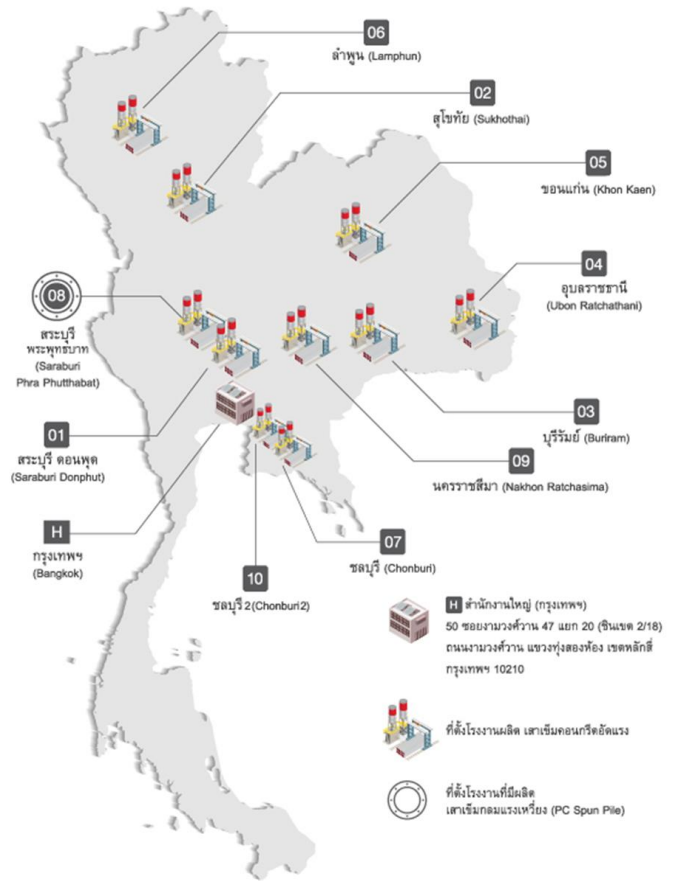 06
ลำพูน (Lamphun)
02
สุโขทัย (Sukhothai)
05
ขอนแก่น (Khon Kaen)
04
อุบลราชธานี
(Ubon Ratchathani)
08
สระบุรี
พระพุทธบาท
(Saraburi
Phra Phutthabat)
03
บุรีรัมย์ (Buriram)
01
สระบุรี ดอนพุด
(Saraburi Donphut)
09
นครราชสีมา (Nakhon Ratchasima)
H
กรุงเทพฯ
(Bangkok)
07
ชลบุรี (Chonburi)
10
ชลบุรี 2(Chonburi2)
H สำนักงานใหญ่ (กรุงเทพฯ)
50 ซอยงามวงศ์วาน 47 แยก 20 (ชินเขต 2/18)
ถนนงามวงศ์วาน แขวงทุ่งสองห้อง เขตหลักสี่
กรุงเทพฯ 10210
ที่ตั้งโรงงานผลิต เสาเข็มคอนกรีตอัดแรง
ที่ตั้งโรงงานที่มีผลิต
เสาเข็มกลมแรงเหวี่ยง (PC Spun Pile)